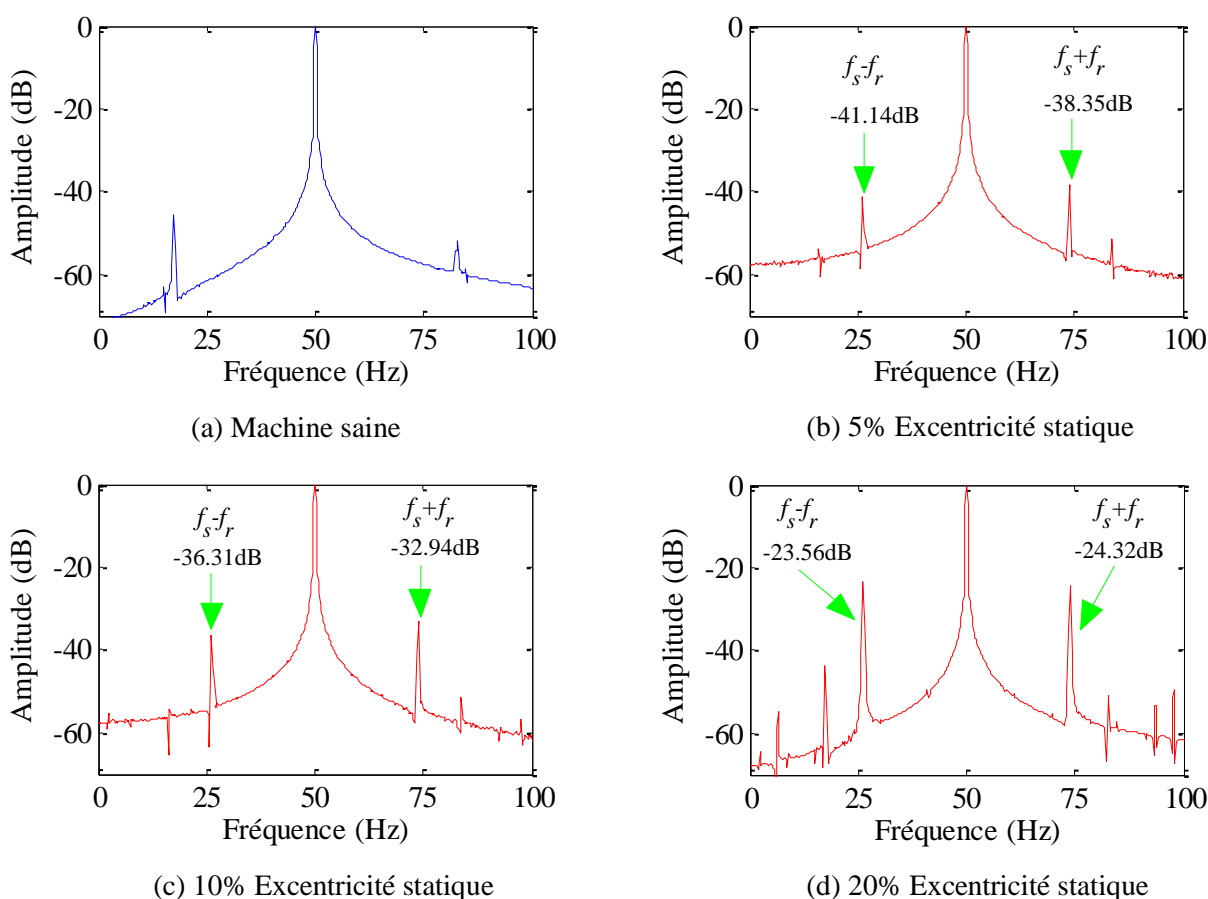 0
-20
-40
-60
0
25
50
75
100
Amplitude (dB)
Fréquence (Hz)
(a) Machine saine
0
-20
-40
-60
0
25
50
75
100
Amplitude (dB)
Fréquence (Hz)
fs-fr
-41.14dB
fs+fr
-38.35dB
(b) 5% Excentricité statique
0
-20
-40
-60
0
25
50
75
100
Amplitude (dB)
Fréquence (Hz)
fs-fr
-36.31dB
fs+fr
-32.94dB
(c) 10% Excentricité statique
0
-20
-40
-60
0
25
50
75
100
Amplitude (dB)
Fréquence (Hz)
fs-fr
-23.56dB
fs+fr
-24.32dB
(d) 20% Excentricité statique